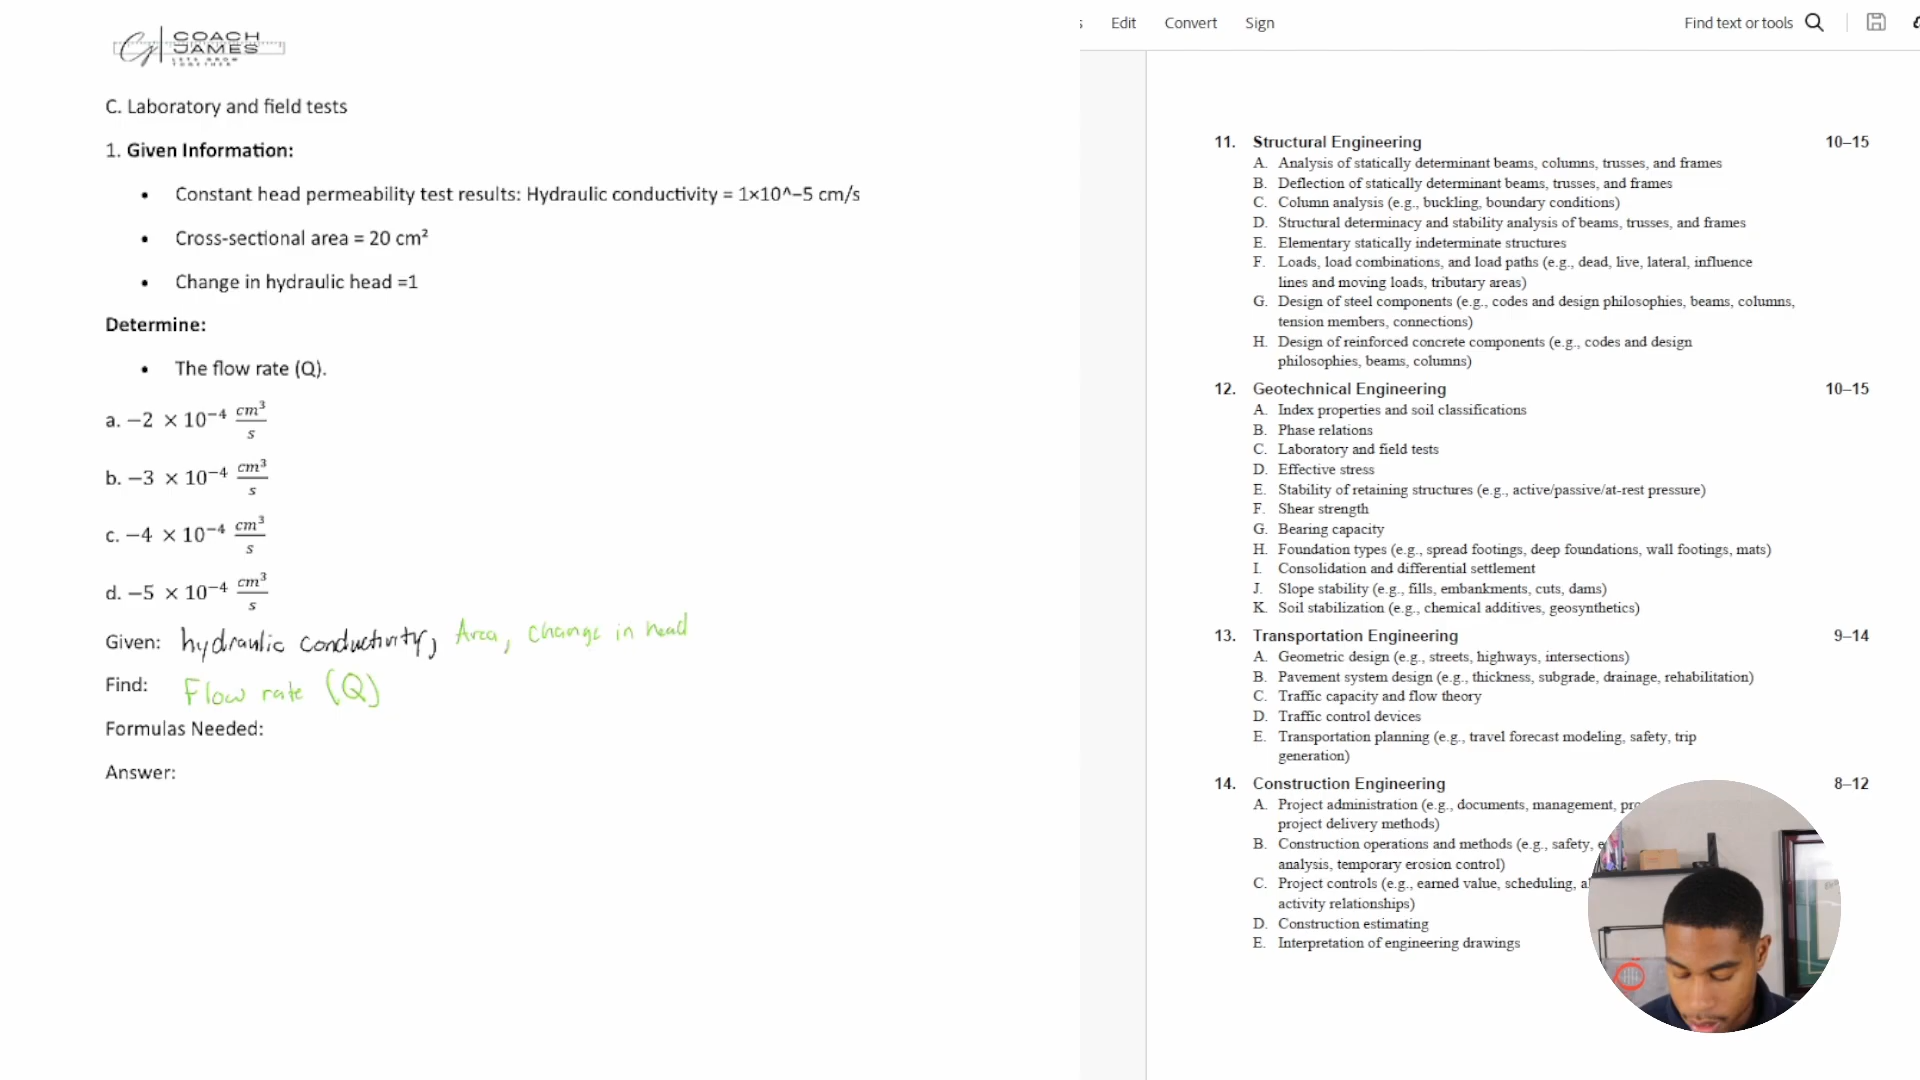 COACH
JAMES
LETS GROW
TOGETHER
C. Laboratory and field tests
1. Given Information:
• Constant head permeability test results: Hydraulic conductivity = 1×10^−5 cm/s
• Cross-sectional area = 20 cm²
• Change in hydraulic head =1
Determine:
• The flow rate (Q).
a. −2 × 10⁻⁴ cm³/s
b. −3 × 10⁻⁴ cm³/s
c. −4 × 10⁻⁴ cm³/s
d. −5 × 10⁻⁴ cm³/s
Given: hydraulic conductivity, Area, Change in head
Find: Flow rate (Q)
Formulas Needed:
Answer:
Edit Convert Sign Find text or tools
11. Structural Engineering 10–15
A. Analysis of statically determinant beams, columns, trusses, and frames
B. Deflection of statically determinant beams, trusses, and frames
C. Column analysis (e.g., buckling, boundary conditions)
D. Structural determinacy and stability analysis of beams, trusses, and frames
E. Elementary statically indeterminate structures
F. Loads, load combinations, and load paths (e.g., dead, live, lateral, influence
lines and moving loads, tributary areas)
G. Design of steel components (e.g., codes and design philosophies, beams, columns,
tension members, connections)
H. Design of reinforced concrete components (e.g., codes and design
philosophies, beams, columns)
12. Geotechnical Engineering 10–15
A. Index properties and soil classifications
B. Phase relations
C. Laboratory and field tests
D. Effective stress
E. Stability of retaining structures (e.g., active/passive/at-rest pressure)
F. Shear strength
G. Bearing capacity
H. Foundation types (e.g., spread footings, deep foundations, wall footings, mats)
I. Consolidation and differential settlement
J. Slope stability (e.g., fills, embankments, cuts, dams)
K. Soil stabilization (e.g., chemical additives, geosynthetics)
13. Transportation Engineering 9–14
A. Geometric design (e.g., streets, highways, intersections)
B. Pavement system design (e.g., thickness, subgrade, drainage, rehabilitation)
C. Traffic capacity and flow theory
D. Traffic control devices
E. Transportation planning (e.g., travel forecast modeling, safety, trip
generation)
14. Construction Engineering 8–12
A. Project administration (e.g., documents, management,
project delivery methods)
B. Construction operations and methods (e.g., safety,
analysis, temporary erosion control)
C. Project controls (e.g., earned value, scheduling,
activity relationships)
D. Construction estimating
E. Interpretation of engineering drawings